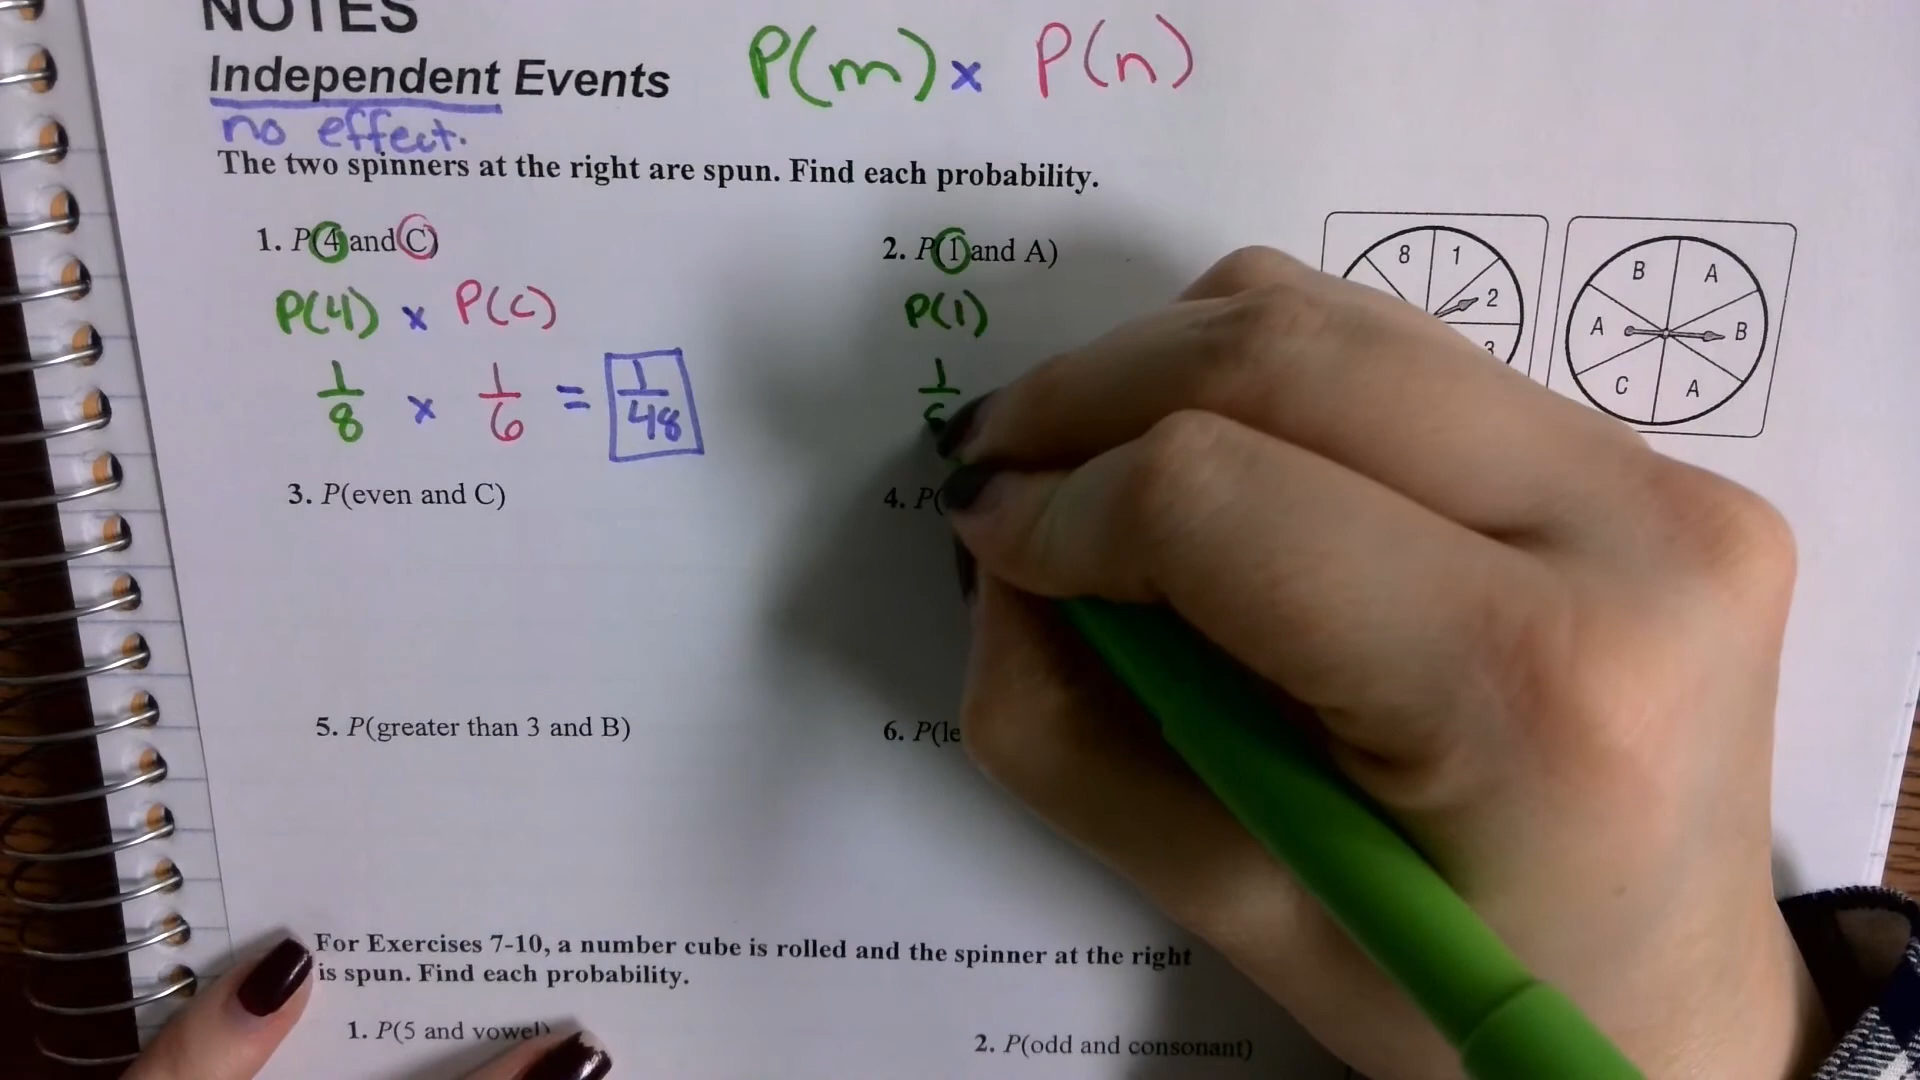 NOTES
Independent Events P(m) x P(n)
no effect.
The two spinners at the right are spun. Find each probability.
1. P(4 and C)
2. P(1 and A)
P(4) x P(C)
1/8 x 1/6 = 1/48
P(1)
1
8 1 2 3
B A B A C A
3. P(even and C)
4. P(
5. P(greater than 3 and B)
6. P(le
For Exercises 7-10, a number cube is rolled and the spinner at the right
is spun. Find each probability.
1. P(5 and vowel)
2. P(odd and consonant)